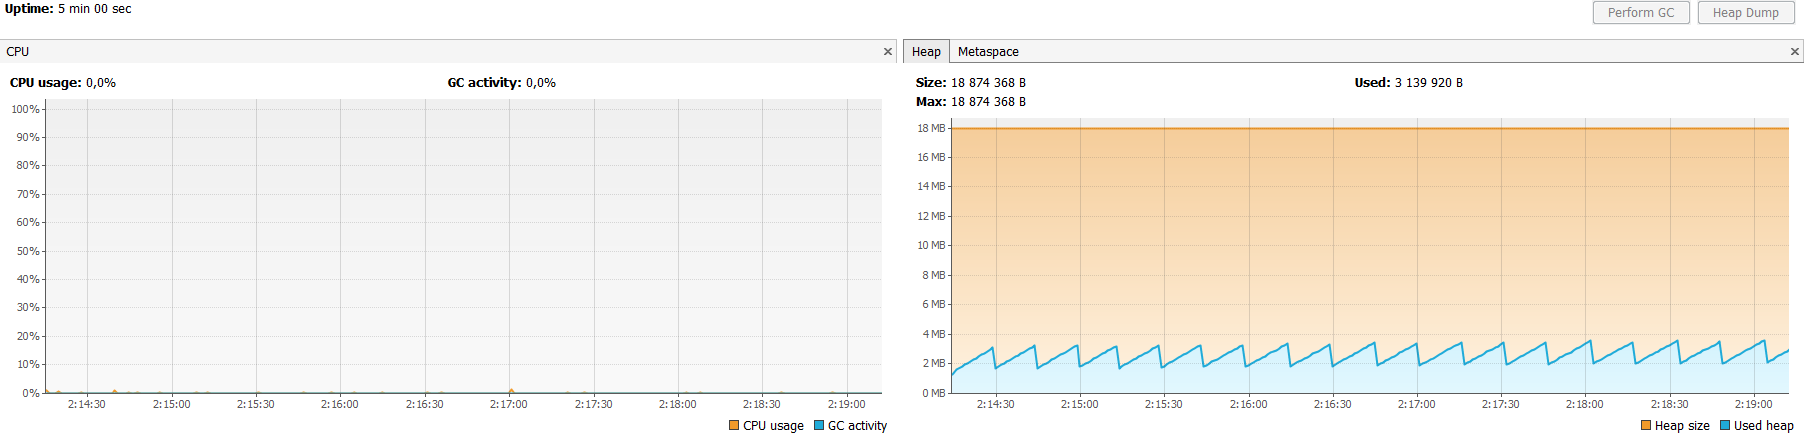 Uptime: 5 min 00 sec
Perform GC
Heap Dump
CPU
CPU usage: 0,0%
GC activity: 0,0%
100%
90%
80%
70%
60%
50%
40%
30%
20%
10%
0%
2:14:30 2:15:00 2:15:30 2:16:00 2:16:30 2:17:00 2:17:30 2:18:00 2:18:30 2:19:00
CPU usage GC activity
Heap Metaspace
Size: 18 874 368 B
Used: 3 139 920 B
Max: 18 874 368 B
18 MB
16 MB
14 MB
12 MB
10 MB
8 MB
6 MB
4 MB
2 MB
0 MB
2:14:30 2:15:00 2:15:30 2:16:00 2:16:30 2:17:00 2:17:30 2:18:00 2:18:30 2:19:00
Heap size Used heap